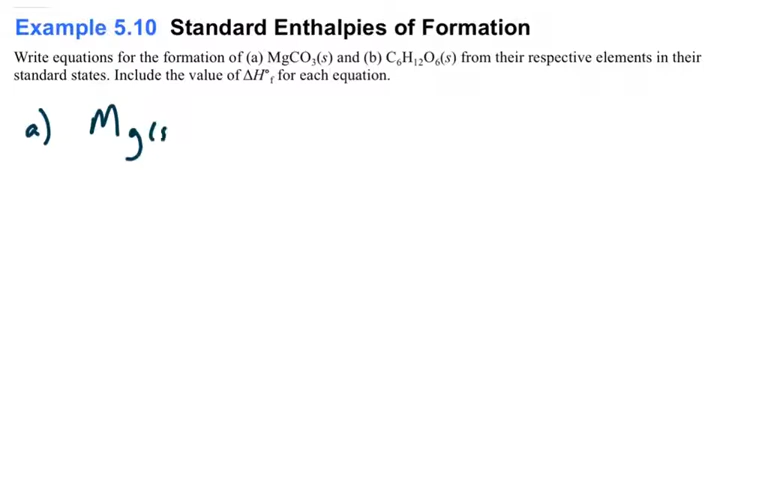 Example 5.10 Standard Enthalpies of Formation
Write equations for the formation of (a) MgCO₃(s) and (b) C₆H₁₂O₆(s) from their respective elements in their
standard states. Include the value of ΔH°f for each equation.
a) Mg(s